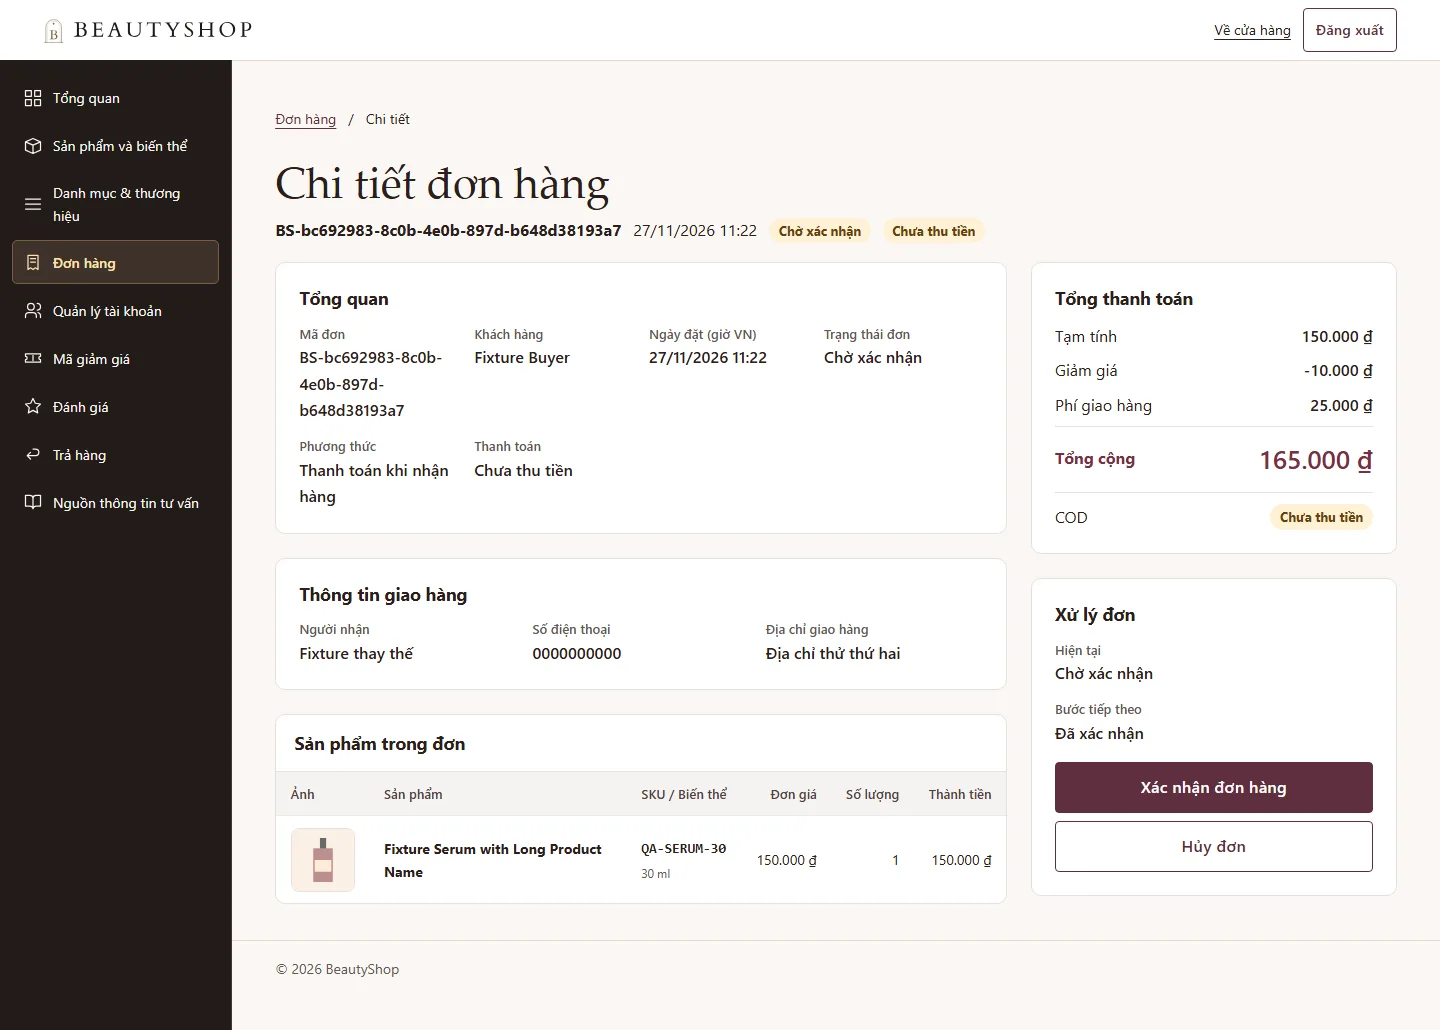 BEAUTYSHOP
Về cửa hàng
Đăng xuất
Tổng quan
Sản phẩm và biến thể
Danh mục & thương
hiệu
Đơn hàng
Quản lý tài khoản
Mã giảm giá
Đánh giá
Trả hàng
Nguồn thông tin tư vấn
Đơn hàng / Chi tiết
Chi tiết đơn hàng
BS-bc692983-8c0b-4e0b-897d-b648d38193a7 27/11/2026 11:22 Chờ xác nhận Chưa thu tiền
Tổng quan
Mã đơn
BS-bc692983-8c0b-
4e0b-897d-
b648d38193a7
Khách hàng
Fixture Buyer
Ngày đặt (giờ VN)
27/11/2026 11:22
Trạng thái đơn
Chờ xác nhận
Phương thức
Thanh toán khi nhận
hàng
Thanh toán
Chưa thu tiền
Thông tin giao hàng
Người nhận
Fixture thay thế
Số điện thoại
0000000000
Địa chỉ giao hàng
Địa chỉ thử thứ hai
Sản phẩm trong đơn
Ảnh Sản phẩm SKU / Biến thể Đơn giá Số lượng Thành tiền
Fixture Serum with Long Product
Name
QA-SERUM-30
30 ml
150.000 ₫
1
150.000 ₫
Tổng thanh toán
Tạm tính 150.000 ₫
Giảm giá -10.000 ₫
Phí giao hàng 25.000 ₫
Tổng cộng 165.000 ₫
COD Chưa thu tiền
Xử lý đơn
Hiện tại
Chờ xác nhận
Bước tiếp theo
Đã xác nhận
Xác nhận đơn hàng
Hủy đơn
© 2026 BeautyShop